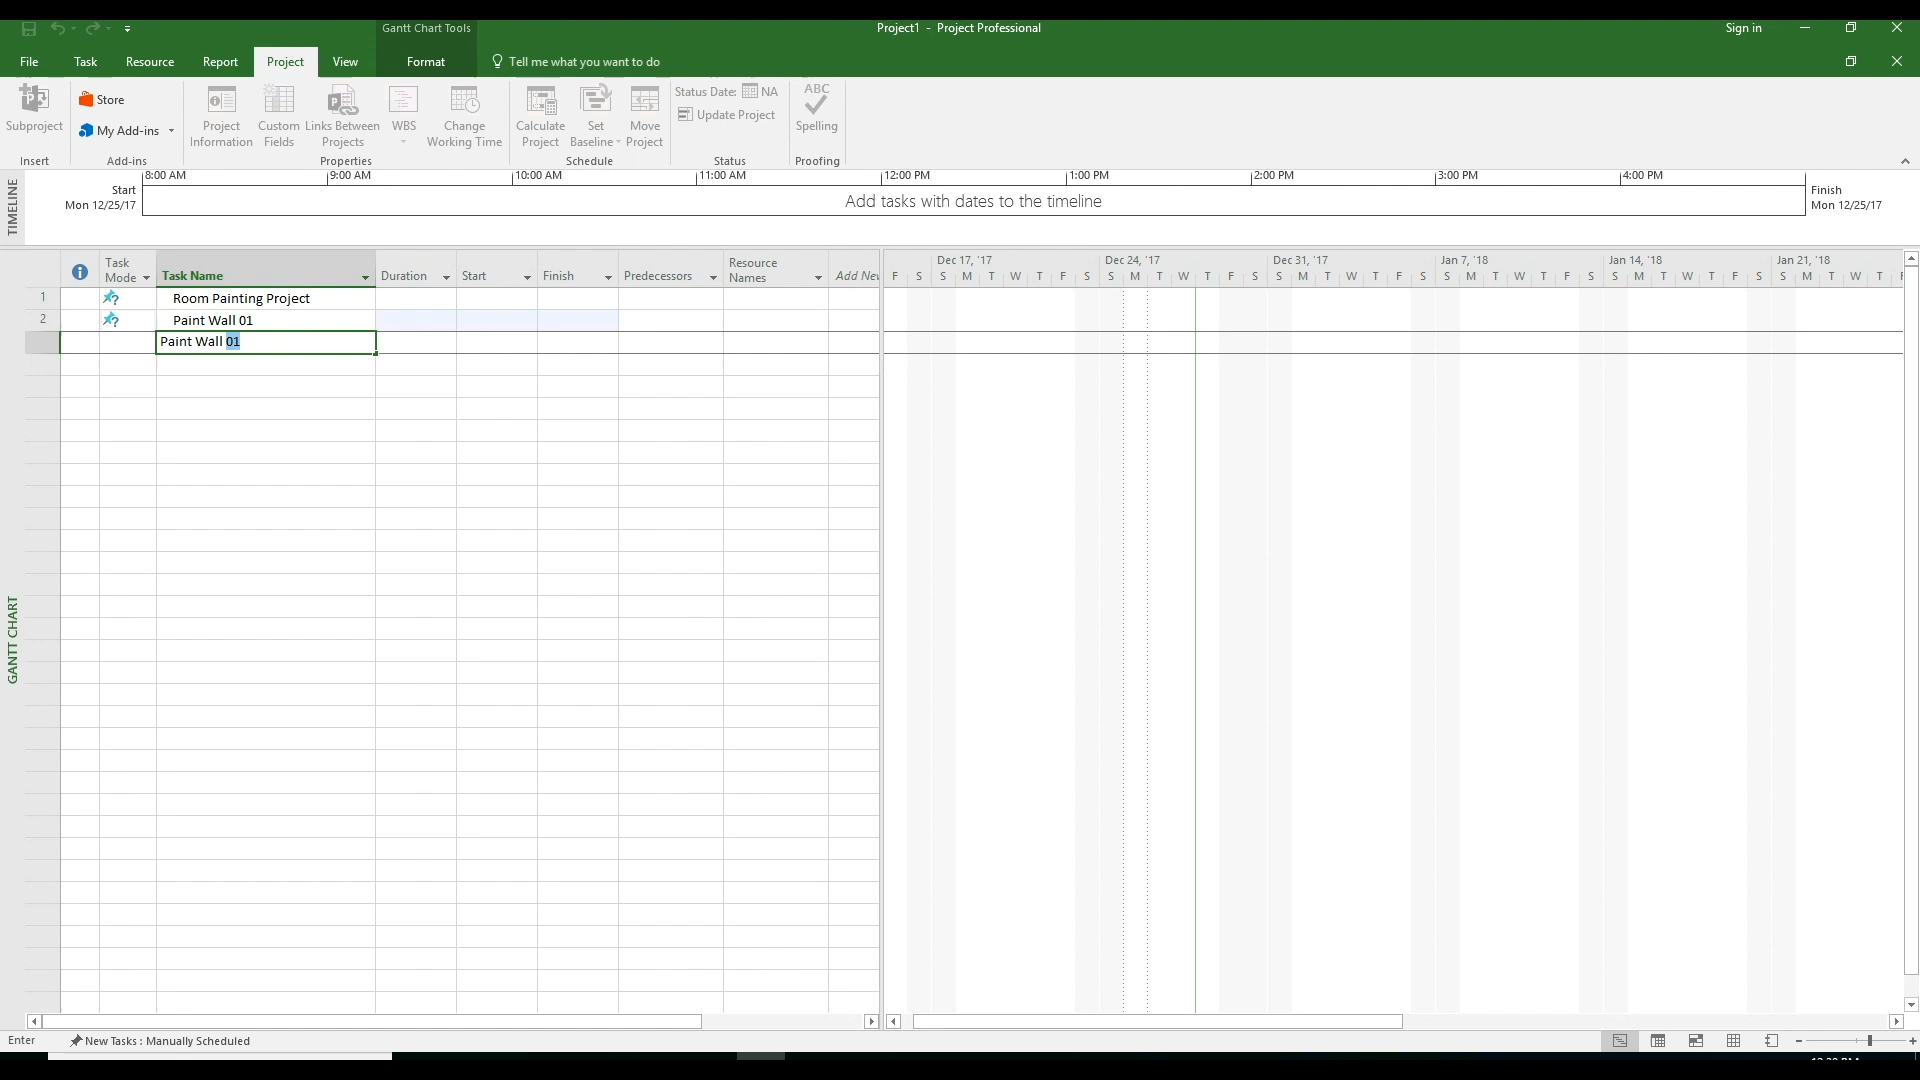 Gantt Chart Tools
Project1 - Project Professional
Sign in
File Task Resource Report Project View Format Tell me what you want to do
Subproject
Store
My Add-ins
Project Information
Custom Fields
Links Between Projects
WBS
Change Working Time
Calculate Project
Set Baseline
Move Project
Status Date: NA
Update Project
ABC
Spelling
Insert Add-ins Properties Schedule Status Proofing
TIMELINE
8:00 AM 9:00 AM 10:00 AM 11:00 AM 12:00 PM 1:00 PM 2:00 PM 3:00 PM 4:00 PM
Start
Mon 12/25/17
Add tasks with dates to the timeline
Finish
Mon 12/25/17
Task Mode Task Name Duration Start Finish Predecessors Resource Names Add New
Dec 17, '17 Dec 24, '17 Dec 31, '17 Jan 7, '18 Jan 14, '18 Jan 21, '18
F S S M T W T F S S M T W T F S S M T W T F S S M T W T F S S M T W T F S S M T W T F
1 Room Painting Project
2 Paint Wall 01
Paint Wall 01
GANTT CHART
Enter New Tasks : Manually Scheduled